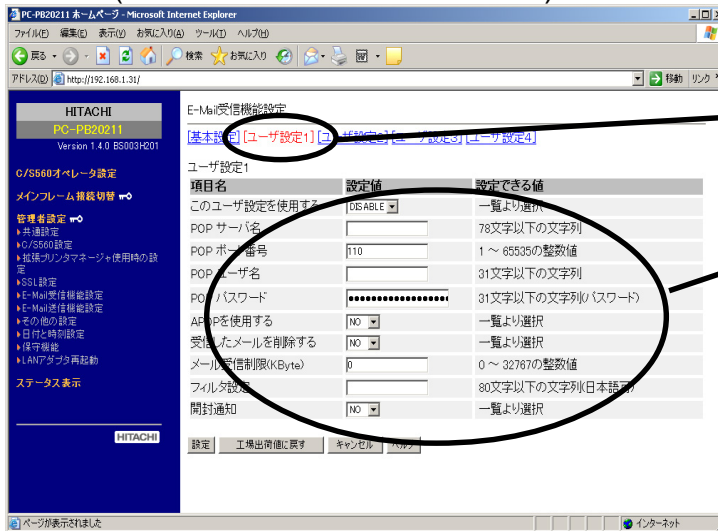 PC-PB20211 ホームページ - Microsoft Internet Explorer
ファイル(F) 編集(E) 表示(V) お気に入り(A) ツール(T) ヘルプ(H)
戻る 検索 お気に入り
アドレス(D) http://192.168.1.31/ 移動 リンク
HITACHI
PC-PB20211
Version 1.4.0 BS003H201
C/S560オペレータ設定
メインフレーム接続切替
管理者設定
共通設定
C/S560設定
拡張プリンタマネージャ使用時の設
定
SSL設定
E-Mail受信機能設定
E-Mail送信機能設定
その他の設定
日付と時刻設定
保守機能
LANアダプタ再起動
ステータス表示
HITACHI
E-Mail受信機能設定
[基本設定] [ユーザ設定1] [ユーザ設定2] [ユーザ設定3] [ユーザ設定4]
ユーザ設定1
項目名 設定値 設定できる値
このユーザ設定を使用する DISABLE 一覧より選択
POP サーバ名 78文字以下の文字列
POP ポート番号 110 1 ～ 65535の整数値
POP ユーザ名 31文字以下の文字列
POP パスワード ●●●●●●●●●●●●●●●●●● 31文字以下の文字列(パスワード)
APOPを使用する NO 一覧より選択
受信したメールを削除する NO 一覧より選択
メール受信制限(KByte) 0 0 ～ 32767の整数値
フィルタ設定 80文字以下の文字列(日本語可)
開封通知 NO 一覧より選択
設定 工場出荷値に戻す キャンセル ヘルプ
ページが表示されました インターネット